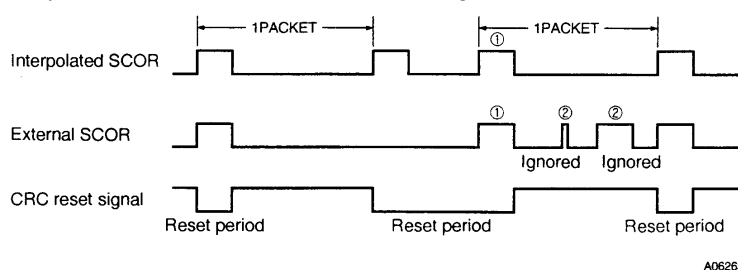 1PACKET 1PACKET
①
Interpolated SCOR
① ② ②
External SCOR
Ignored Ignored
CRC reset signal
Reset period Reset period Reset period
A0626